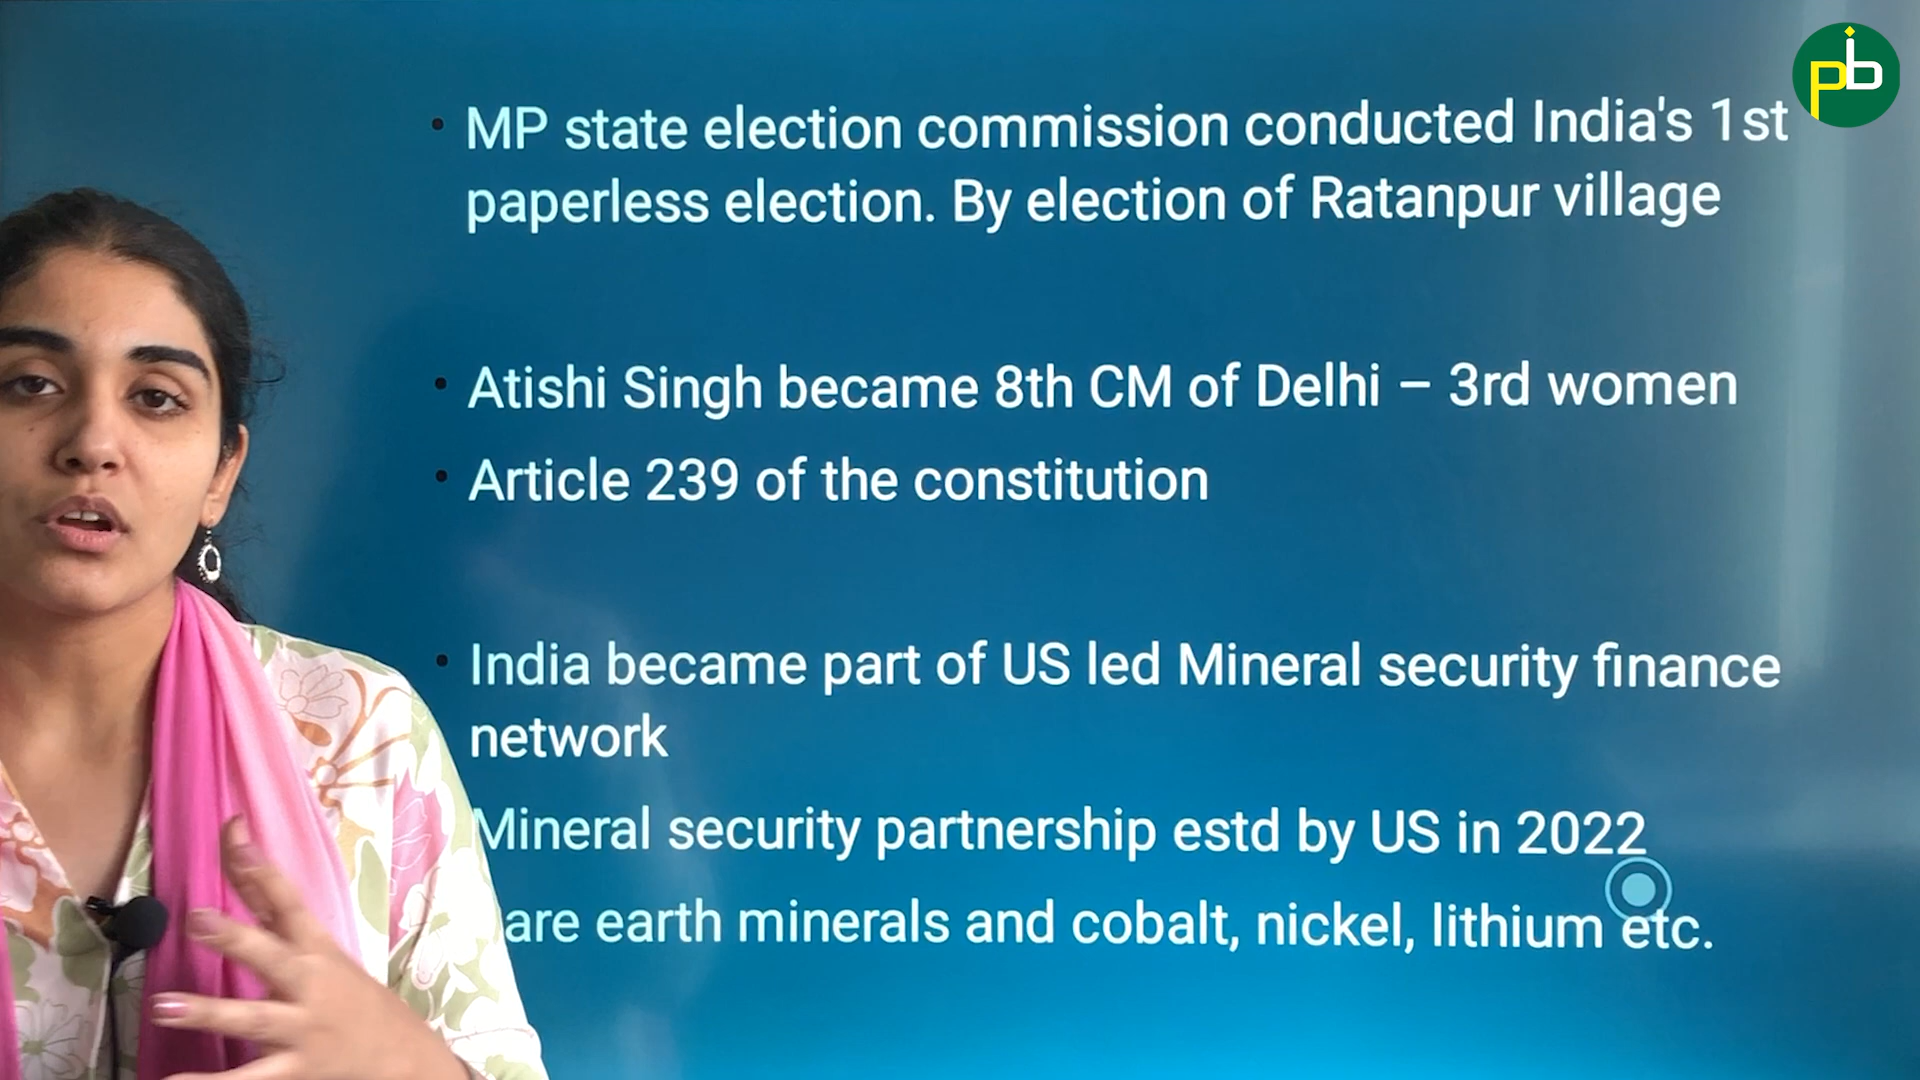 pib
MP state election commission conducted India's 1st
paperless election. By election of Ratanpur village
Atishi Singh became 8th CM of Delhi – 3rd women
Article 239 of the constitution
India became part of US led Mineral security finance
network
Mineral security partnership estd by US in 2022
are earth minerals and cobalt, nickel, lithium etc.